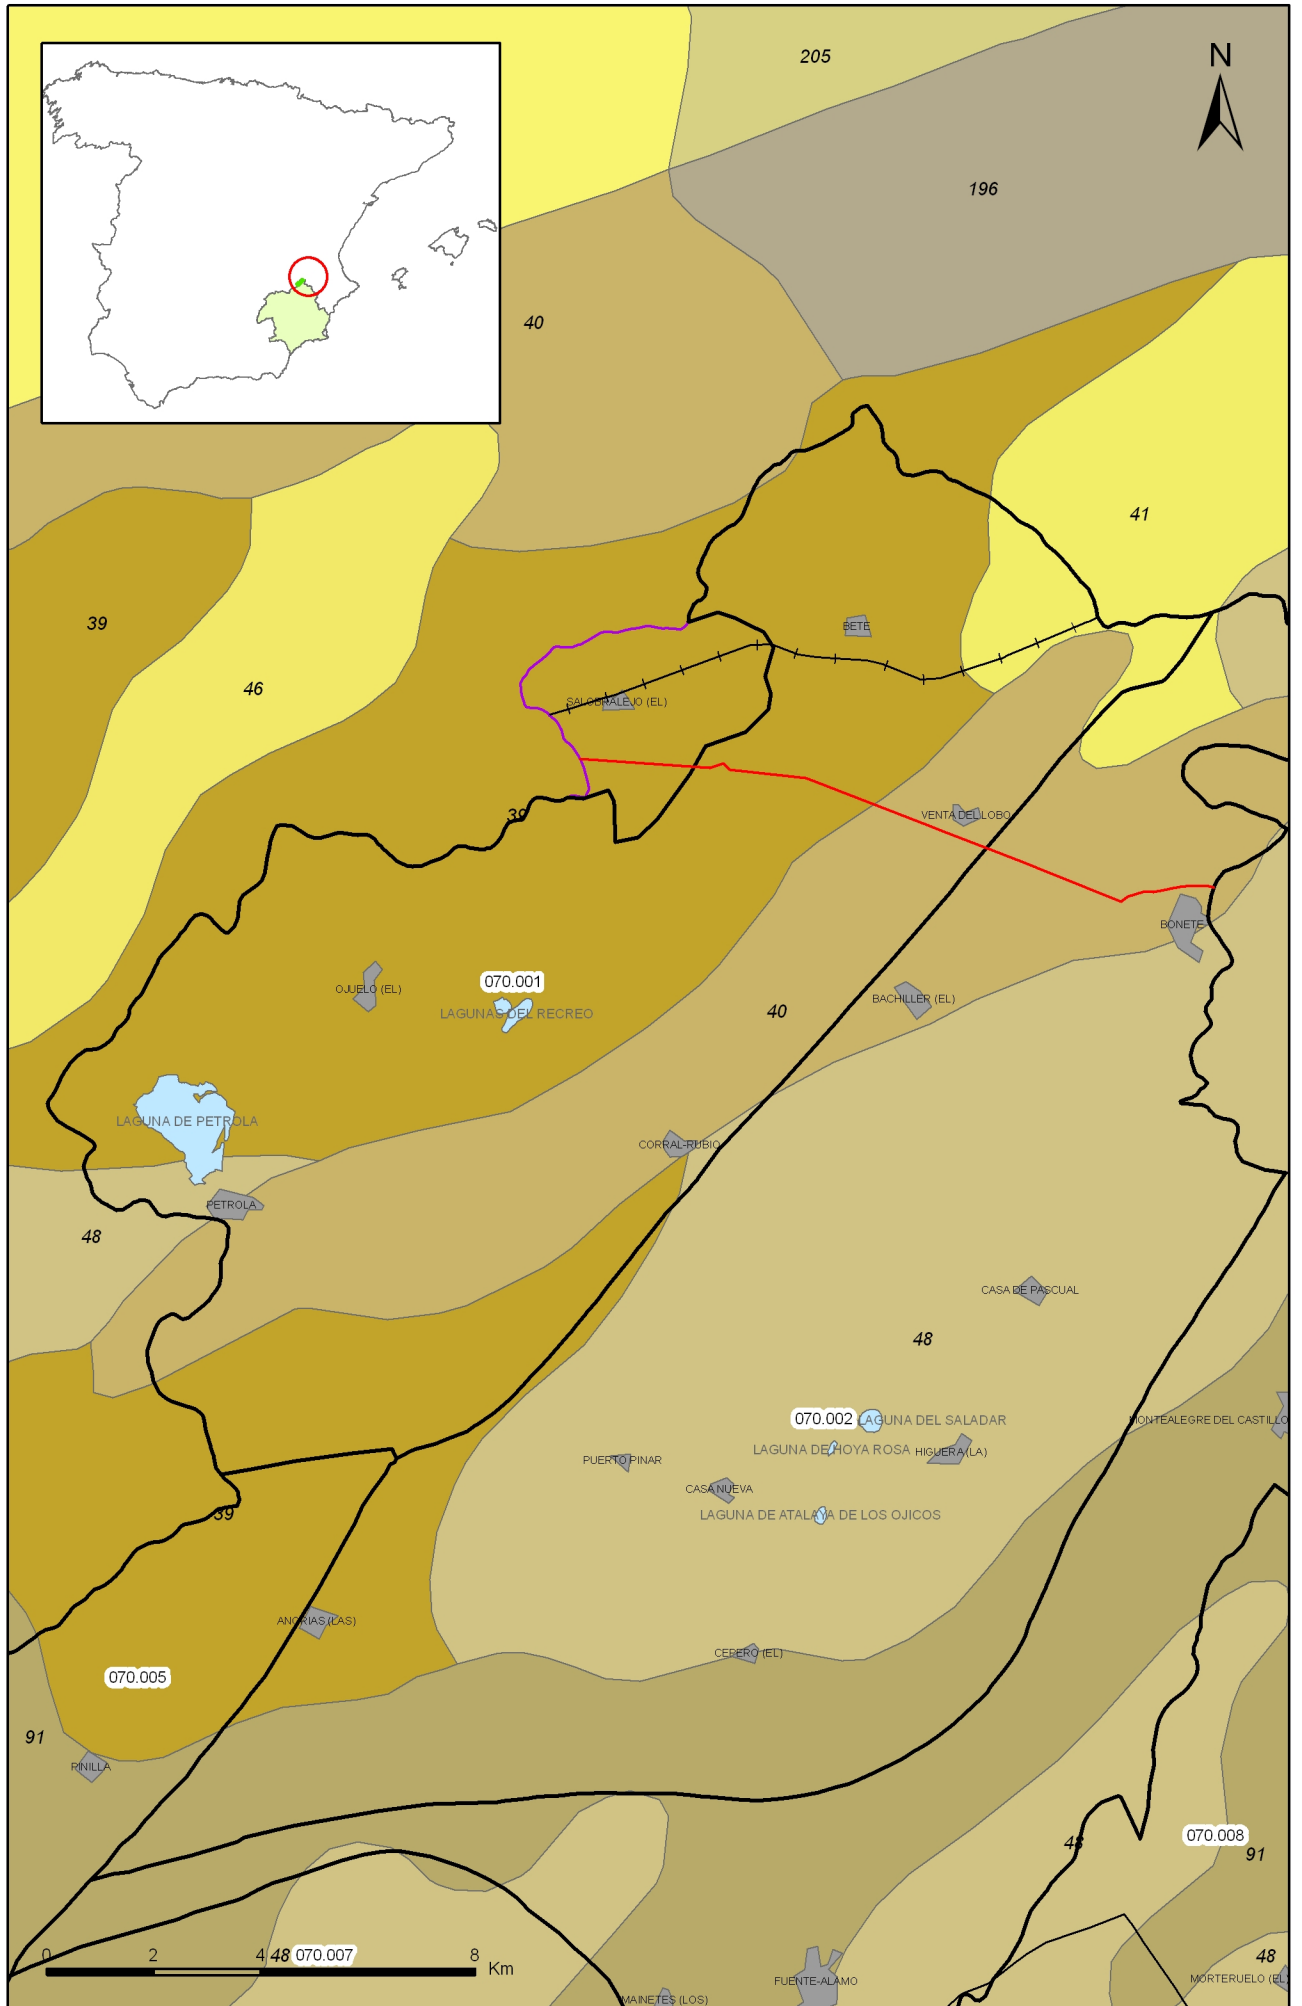 205
N
196
40
41
39
46
BETE
SALOBRALEJO (EL)
39
VENTA DEL LOBO
BONETE
070.001
OJUELO (EL)
BACHILLER (EL)
LAGUNAS DEL RECREO
40
LAGUNA DE PETROLA
CORRAL-RUBIO
PETROLA
48
CASA DE PASCUAL
48
070.002
LAGUNA DEL SALADAR
MONTEALEGRE DEL CASTILLO
LAGUNA DE HOYA ROSA
HIGUERA (LA)
PUERTO PINAR
CASA NUEVA
39
LAGUNA DE ATALAYA DE LOS OJICOS
ANORIAS (LAS)
CEPERO (EL)
070.005
91
PINILLA
48
070.008
91
0 2 4 8 Km
48
070.007
48
FUENTE-ALAMO
MORTERUELO (EL)
MAINETES (LOS)